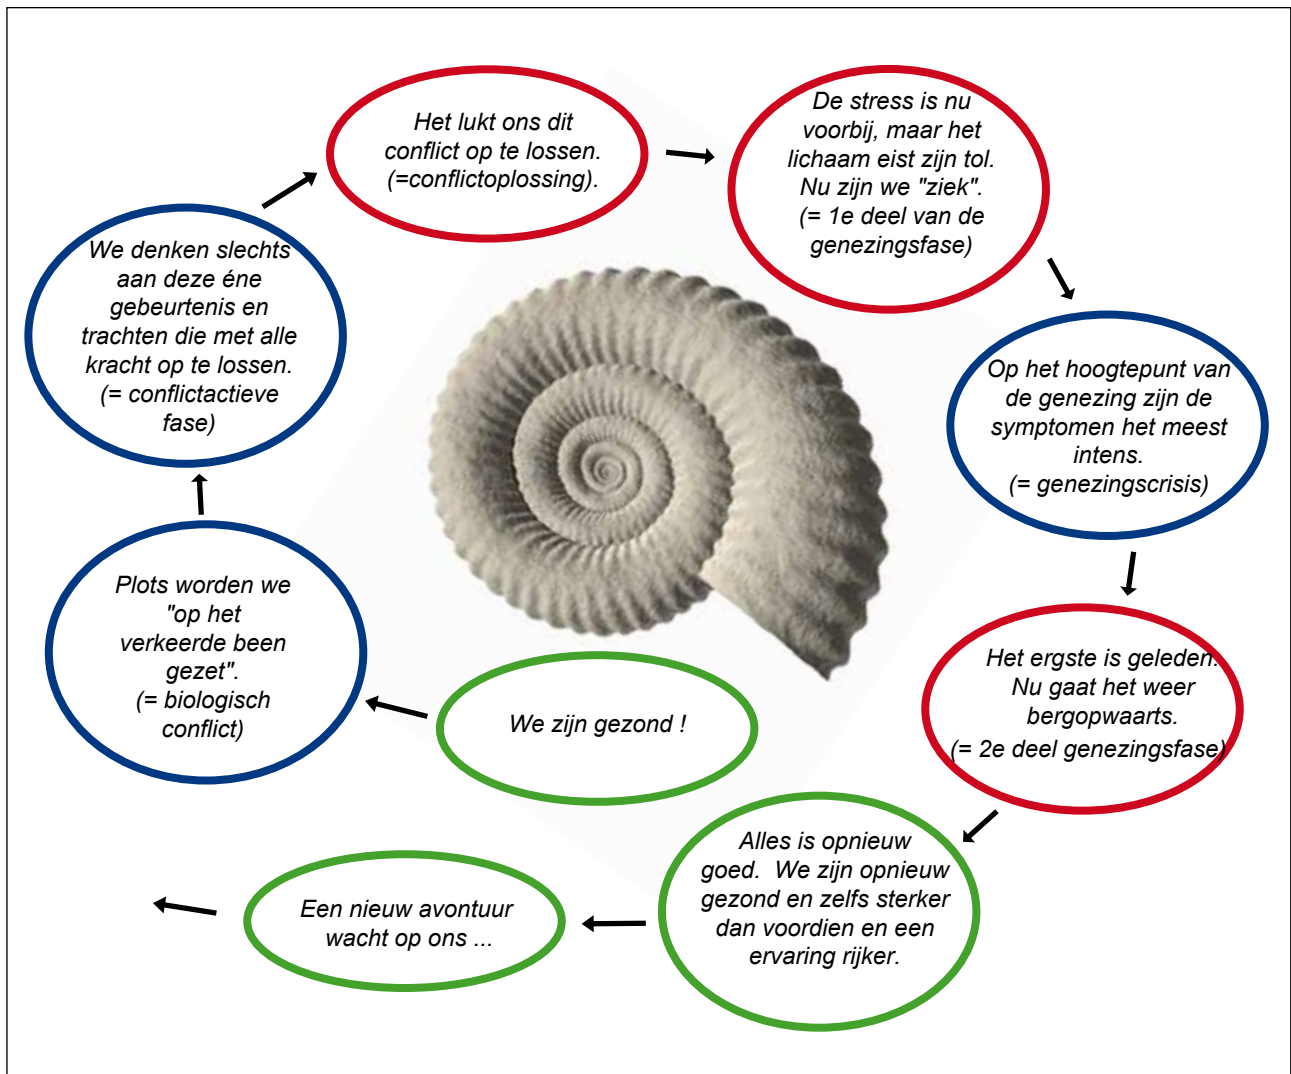 We zijn gezond !
Plots worden we
"op het
verkeerde been
gezet".
(= biologisch
conflict)
We denken slechts
aan deze éne
gebeurtenis en
trachten die met alle
kracht op te lossen.
(= conflictactieve
fase)
Het lukt ons dit
conflict op te lossen.
(=conflictoplossing).
De stress is nu
voorbij, maar het
lichaam eist zijn tol.
Nu zijn we "ziek".
(= 1e deel van de
genezingsfase)
Op het hoogtepunt van
de genezing zijn de
symptomen het meest
intens.
(= genezingscrisis)
Het ergste is geleden.
Nu gaat het weer
bergopwaarts.
(= 2e deel genezingsfase)
Alles is opnieuw
goed.  We zijn opnieuw
gezond en zelfs sterker
dan voordien en een
ervaring rijker.
Een nieuw avontuur
wacht op ons ...